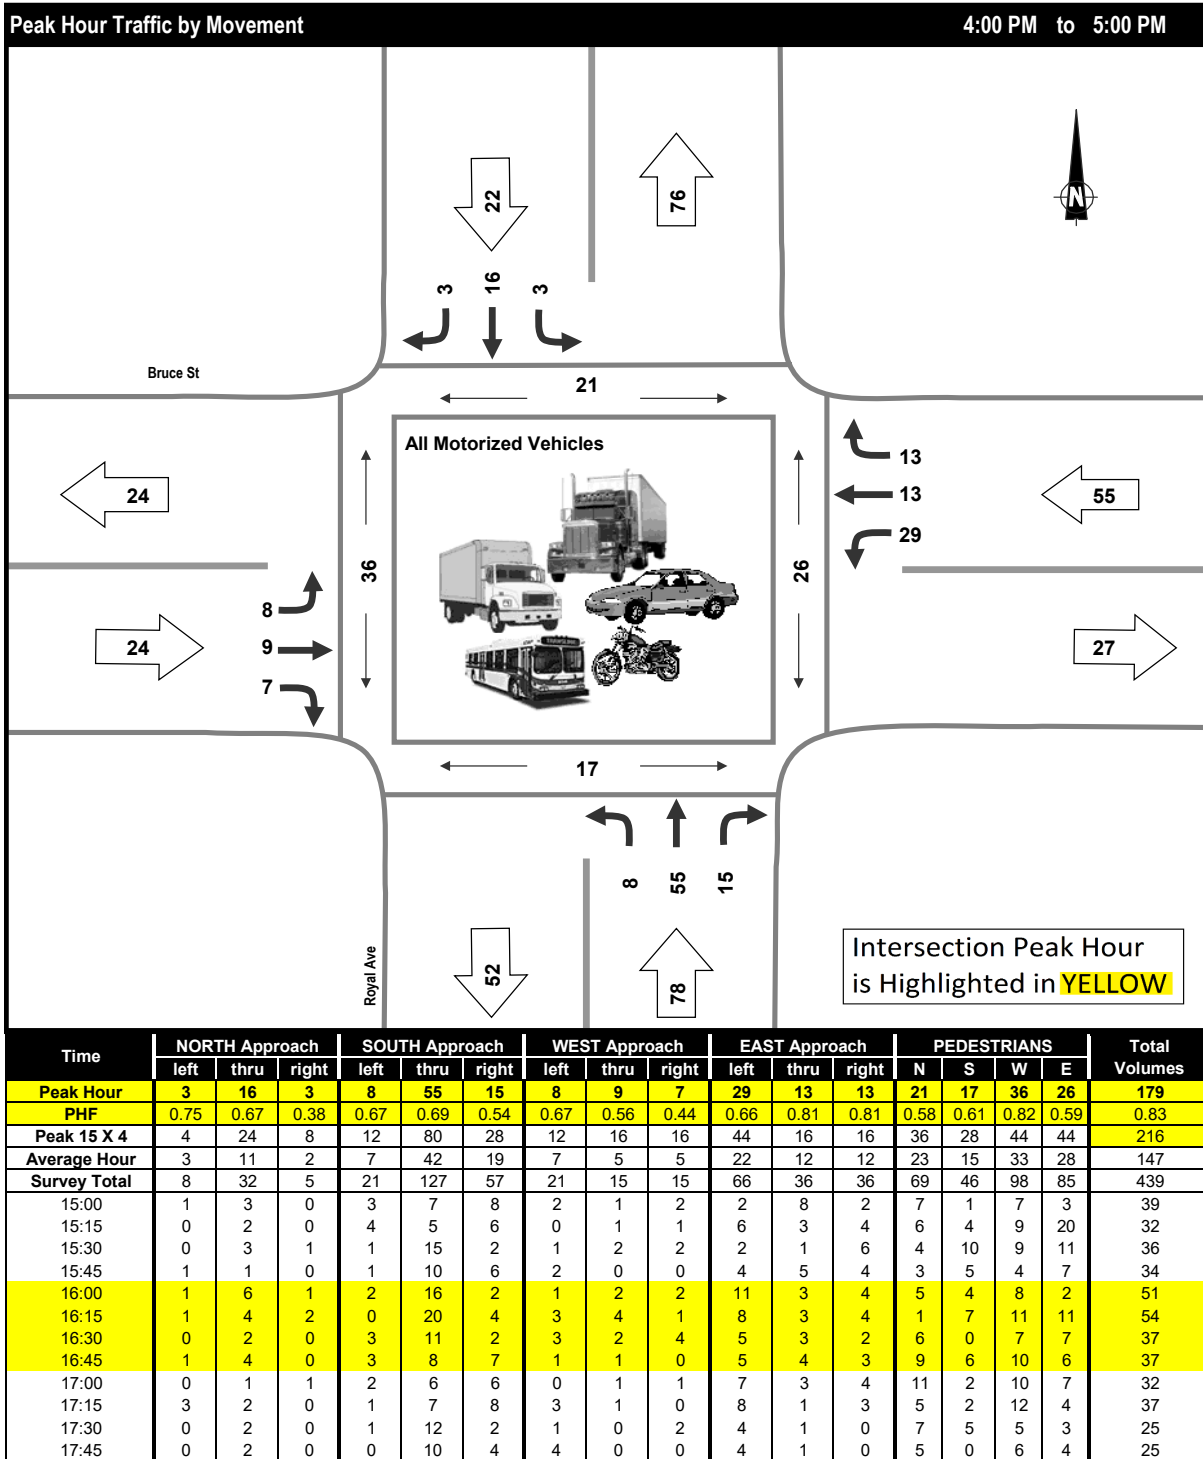 Peak Hour Traffic by Movement 4:00 PM to 5:00 PM
22
76
N
3 16 3
Bruce St
21
All Motorized Vehicles
13
24
13
55
29
36
26
8
24
9
27
7
17
8 55 15
Royal Ave
52
78
Intersection Peak Hour
is Highlighted in YELLOW
Time NORTH Approach SOUTH Approach WEST Approach EAST Approach PEDESTRIANS Total
left thru right left thru right left thru right left thru right N S W E Volumes
Peak Hour 3 16 3 8 55 15 8 9 7 29 13 13 21 17 36 26 179
PHF 0.75 0.67 0.38 0.67 0.69 0.54 0.67 0.56 0.44 0.66 0.81 0.81 0.58 0.61 0.82 0.59 0.83
Peak 15 X 4 4 24 8 12 80 28 12 16 16 44 16 16 36 28 44 44 216
Average Hour 3 11 2 7 42 19 7 5 5 22 12 12 23 15 33 28 147
Survey Total 8 32 5 21 127 57 21 15 15 66 36 36 69 46 98 85 439
15:00 1 3 0 3 7 8 2 1 2 2 8 2 7 1 7 3 39
15:15 0 2 0 4 5 6 0 1 1 6 3 4 6 4 9 20 32
15:30 0 3 1 1 15 2 1 2 2 2 1 6 4 10 9 11 36
15:45 1 1 0 1 10 6 2 0 0 4 5 4 3 5 4 7 34
16:00 1 6 1 2 16 2 1 2 2 11 3 4 5 4 8 2 51
16:15 1 4 2 0 20 4 3 4 1 8 3 4 1 7 11 11 54
16:30 0 2 0 3 11 2 3 2 4 5 3 2 6 0 7 7 37
16:45 1 4 0 3 8 7 1 1 0 5 4 3 9 6 10 6 37
17:00 0 1 1 2 6 6 0 1 1 7 3 4 11 2 10 7 32
17:15 3 2 0 1 7 8 3 1 0 8 1 3 5 2 12 4 37
17:30 0 2 0 1 12 2 1 0 2 4 1 0 7 5 5 3 25
17:45 0 2 0 0 10 4 4 0 0 4 1 0 5 0 6 4 25